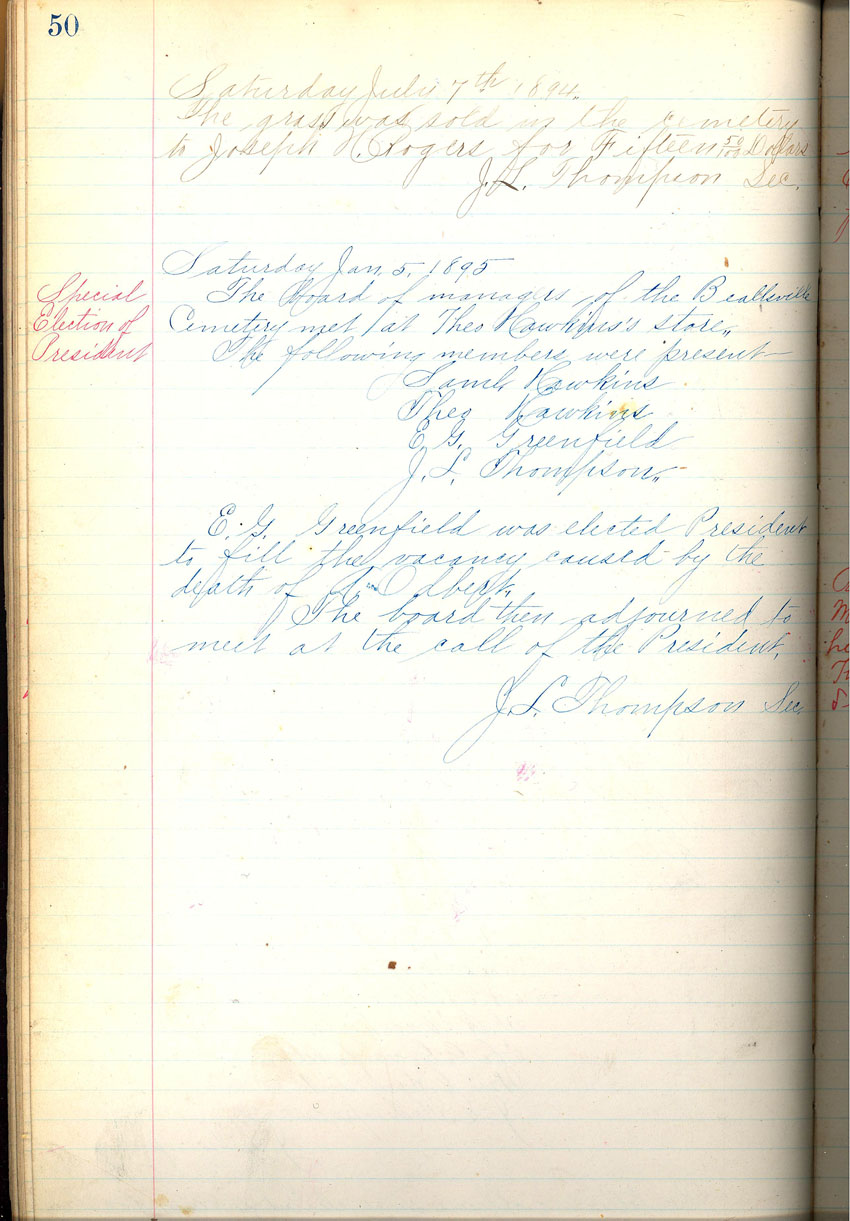 50
Saturday July 7th 1894.
The grass was sold in the cemetery
to Joseph H. Rogers for Fifteen 50/100 Dollars
J. L. Thompson Sec.
Saturday Jan. 5, 1895
Special
Election of
President
The Board of managers of the Beallsville
Cemetery met at Theo Hawkins's store.
The following members were present—
Saml. Hawkins
Theo Hawkins
E. G. Greenfield
J. L. Thompson.
E. G. Greenfield was elected President
to fill the vacancy caused by the
death of
The board then adjourned to
meet at the call of the President.
J. L. Thompson Sec.